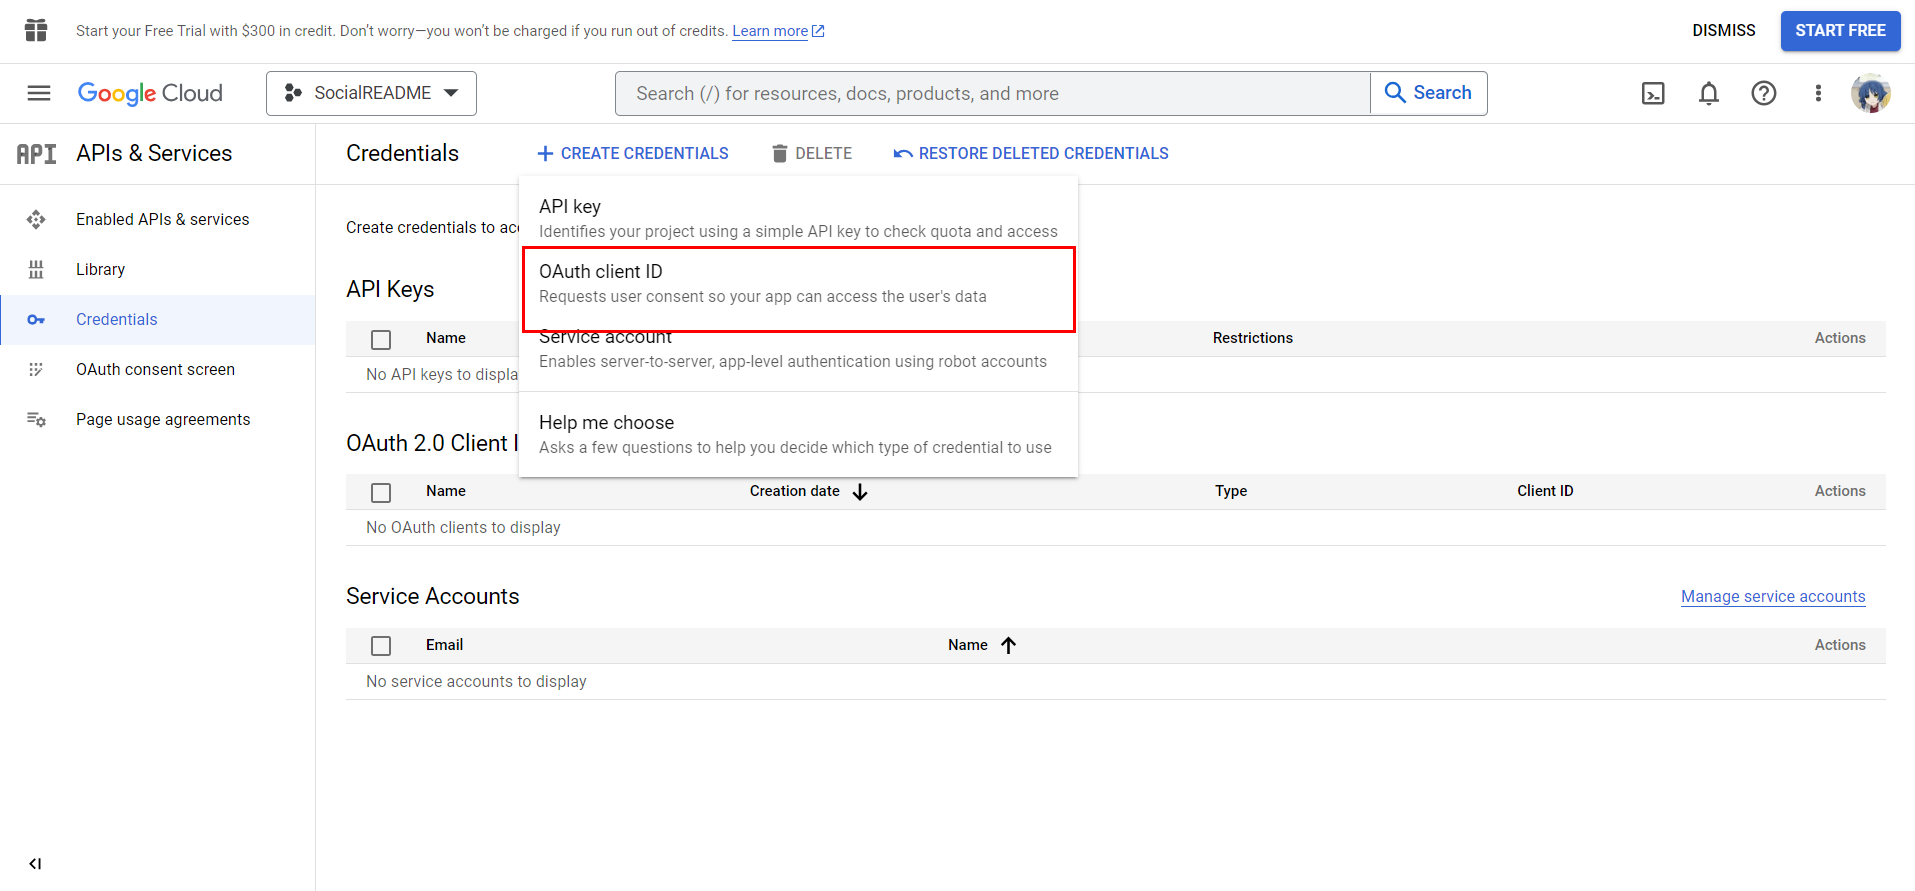 Start your Free Trial with $300 in credit. Don't worry—you won't be charged if you run out of credits. Learn more
DISMISS
START FREE
Google Cloud
SocialREADME
Search (/) for resources, docs, products, and more
Search
API
APIs & Services
Credentials
CREATE CREDENTIALS
DELETE
RESTORE DELETED CREDENTIALS
Enabled APIs & services
Library
Credentials
OAuth consent screen
Page usage agreements
Create credentials to acc
API key
Identifies your project using a simple API key to check quota and access
OAuth client ID
Requests user consent so your app can access the user's data
Service account
Enables server-to-server, app-level authentication using robot accounts
Help me choose
Asks a few questions to help you decide which type of credential to use
API Keys
Name
Restrictions
Actions
No API keys to displa
OAuth 2.0 Client I
Name
Creation date
Type
Client ID
Actions
No OAuth clients to display
Service Accounts
Manage service accounts
Email
Name
Actions
No service accounts to display